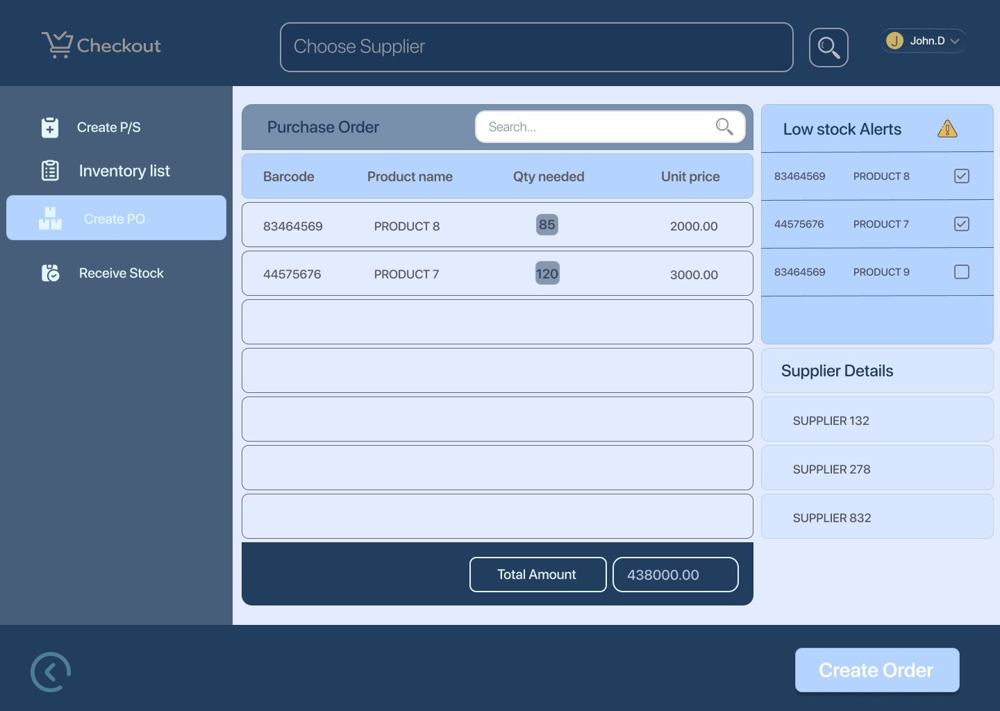 Checkout
Choose Supplier
J John.D
Create P/S
Inventory list
Create PO
Receive Stock
Purchase Order
Search...
Barcode Product name Qty needed Unit price
83464569 PRODUCT 8 85 2000.00
44575676 PRODUCT 7 120 3000.00
Total Amount 438000.00
Low stock Alerts
83464569 PRODUCT 8
44575676 PRODUCT 7
83464569 PRODUCT 9
Supplier Details
SUPPLIER 132
SUPPLIER 278
SUPPLIER 832
Create Order